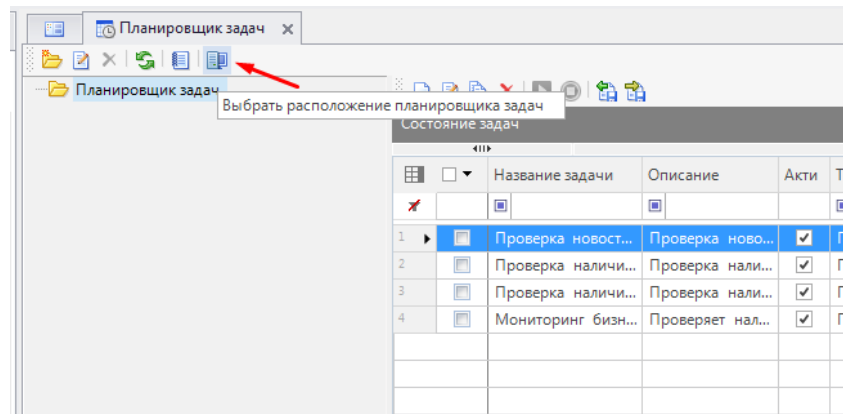 Планировщик задач
Планировщик задач
Выбрать расположение планировщика задач
Состояние задач
Название задачи Описание Акти
1 Проверка новост... Проверка ново...
2 Проверка наличи... Проверка нали...
3 Проверка наличи... Проверка нали...
4 Мониторинг бизн... Проверяет нал...